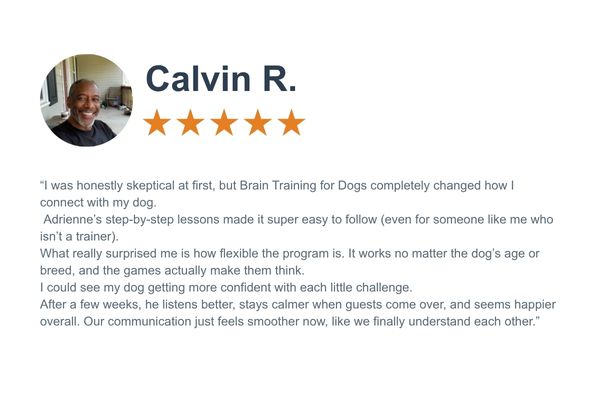 Calvin R.
“I was honestly skeptical at first, but Brain Training for Dogs completely changed how I
connect with my dog.
Adrienne’s step-by-step lessons made it super easy to follow (even for someone like me who
isn’t a trainer).
What really surprised me is how flexible the program is. It works no matter the dog’s age or
breed, and the games actually make them think.
I could see my dog getting more confident with each little challenge.
After a few weeks, he listens better, stays calmer when guests come over, and seems happier
overall. Our communication just feels smoother now, like we finally understand each other.”